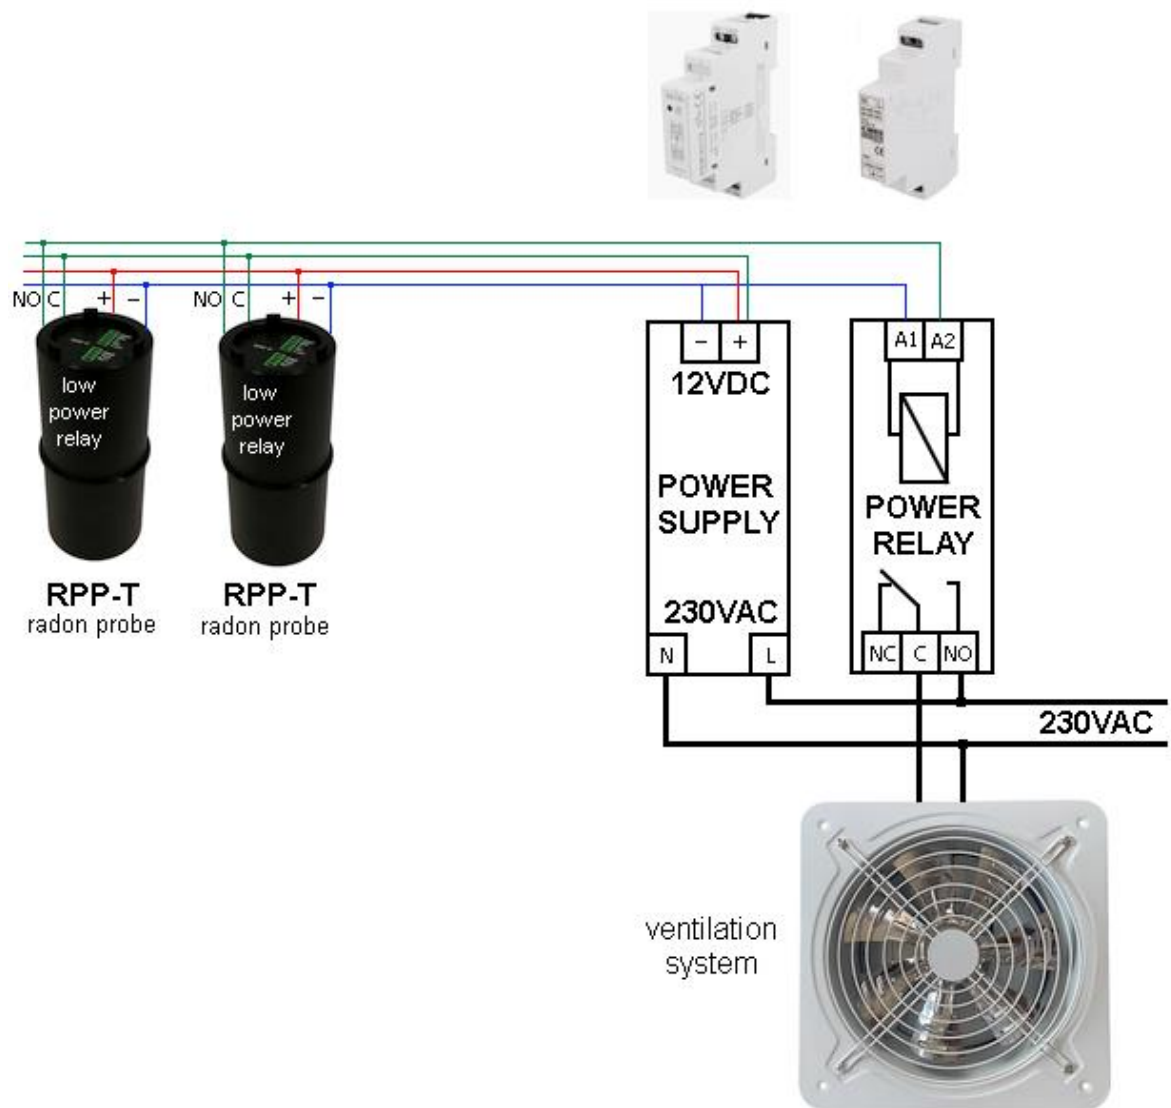 NO C + −
NO C + −
low
power
relay
low
power
relay
RPP-T
radon probe
RPP-T
radon probe
− +
12VDC
POWER
SUPPLY
230VAC
N L
A1 A2
POWER
RELAY
NC C NO
230VAC
ventilation
system